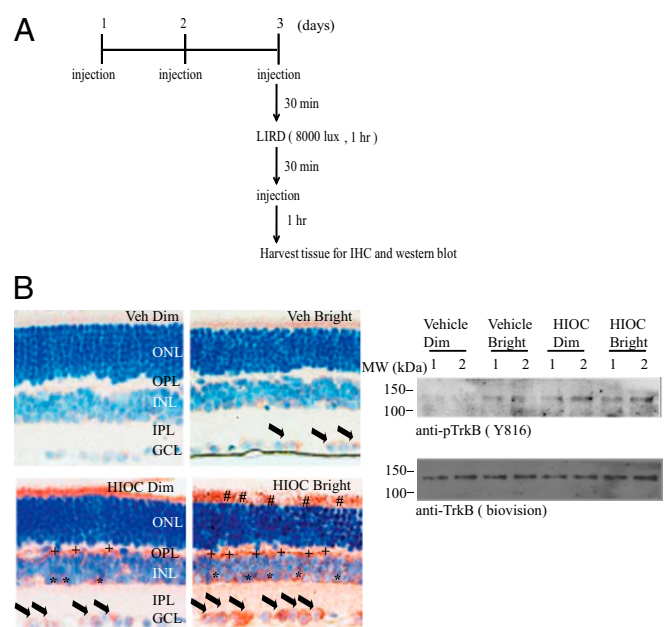 A
1 2 3 (days)
injection injection injection
30 min
LIRD ( 8000 lux , 1 hr )
30 min
injection
1 hr
Harvest tissue for IHC and western blot
B
Veh Dim
ONL
OPL
INL
IPL
GCL
Veh Bright
HIOC Dim
ONL
OPL
+ + +
INL
* * *
IPL
GCL
HIOC Bright
# # # # #
+ + + + + +
* * * * *
Vehicle Vehicle HIOC HIOC
Dim Bright Dim Bright
MW (kDa) 1 2 1 2 1 2 1 2
150
100
anti-pTrkB ( Y816)
150
100
anti-TrkB ( biovision)